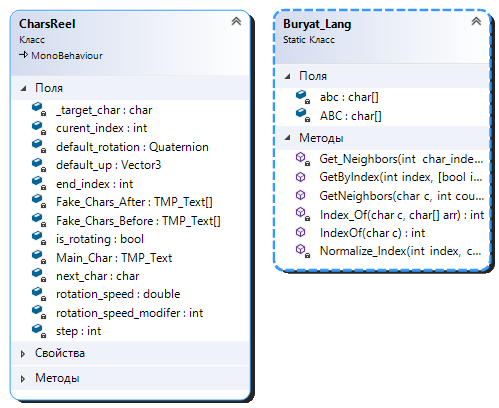 CharsReel
Класс
MonoBehaviour
Поля
_target_char : char
curent_index : int
default_rotation : Quaternion
default_up : Vector3
end_index : int
Fake_Chars_After : TMP_Text[]
Fake_Chars_Before : TMP_Text[]
is_rotating : bool
Main_Char : TMP_Text
next_char : char
rotation_speed : double
rotation_speed_modifer : int
step : int
Свойства
Методы
Buryat_Lang
Static Класс
Поля
abc : char[]
ABC : char[]
Методы
Get_Neighbors(int char_inde...
GetByIndex(int index, [bool i...
GetNeighbors(char c, int cou...
Index_Of(char c, char[] arr) : int
IndexOf(char c) : int
Normalize_Index(int index, c...